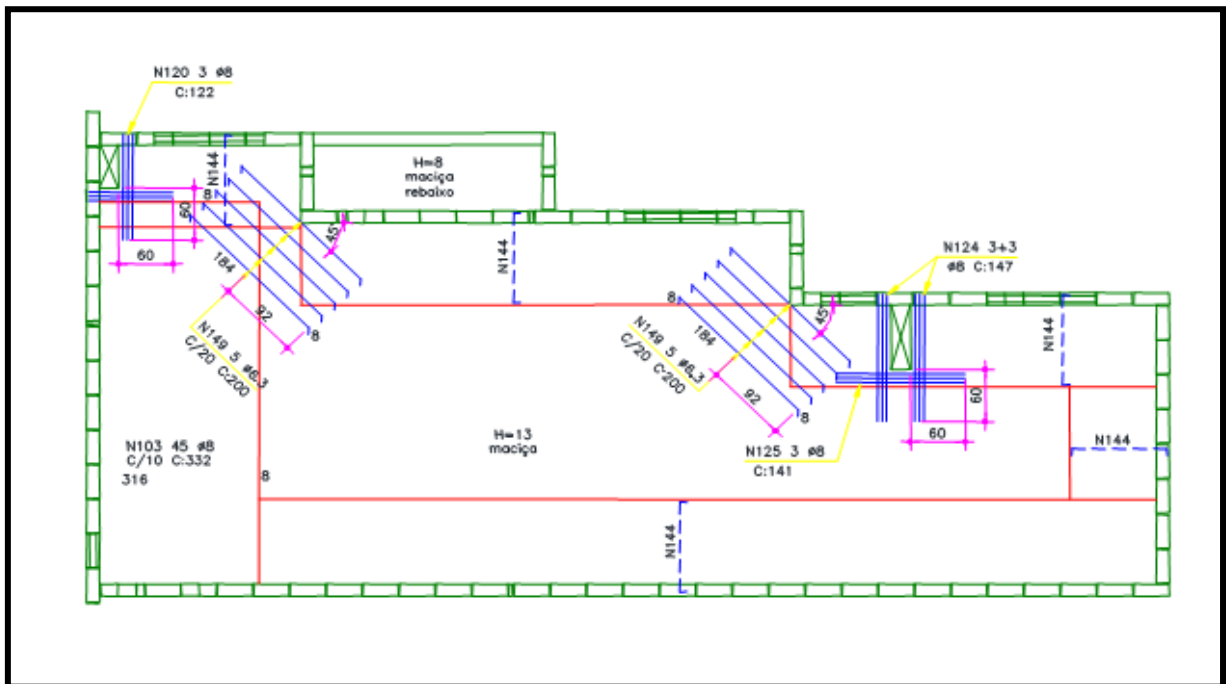 N120 3 ø8
C:122
N144
H=8
maciça
rebaixo
8
60
60
45°
184
92
8
N149 5 ø6.3
C/20 C:200
N144
N124 3+3
ø8 C:147
8
45°
184
92
8
N149 5 ø6.3
C/20 C:200
N144
60
60
N125 3 ø8
C:141
N144
N103 45 ø8
C/10 C:332
316
8
H=13
maciça
N144